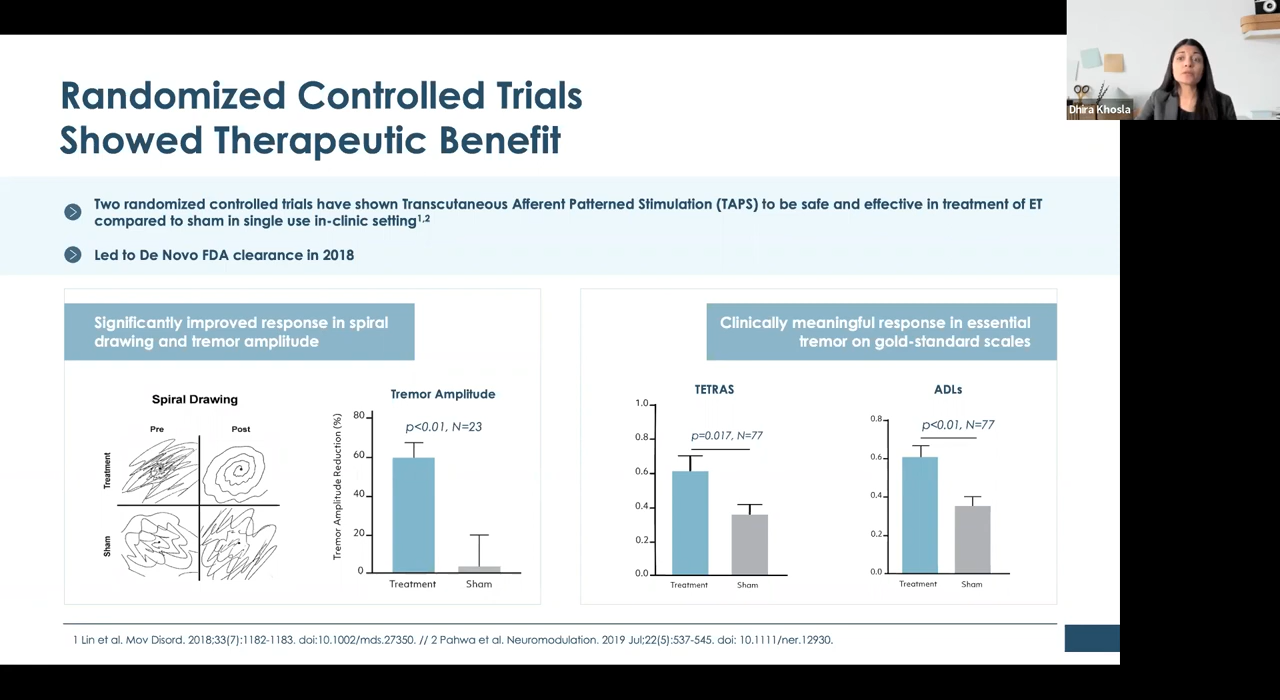 Randomized Controlled Trials
Showed Therapeutic Benefit
Dhira Khosla
Two randomized controlled trials have shown Transcutaneous Afferent Patterned Stimulation (TAPS) to be safe and effective in treatment of ET
compared to sham in single use in-clinic setting1,2
Led to De Novo FDA clearance in 2018
Significantly improved response in spiral
drawing and tremor amplitude
Spiral Drawing
Pre
Post
Treatment
Sham
Tremor Amplitude
Tremor Amplitude Reduction (%)
80
60
40
20
0
p<0.01, N=23
Treatment
Sham
Clinically meaningful response in essential
tremor on gold-standard scales
TETRAS
1.0
0.8
0.6
0.4
0.2
0.0
p=0.017, N=77
Treatment
Sham
ADLs
0.8
0.6
0.4
0.2
0.0
p<0.01, N=77
Treatment
Sham
1 Lin et al. Mov Disord. 2018;33(7):1182-1183. doi:10.1002/mds.27350. // 2 Pahwa et al. Neuromodulation. 2019 Jul;22(5):537-545. doi: 10.1111/ner.12930.